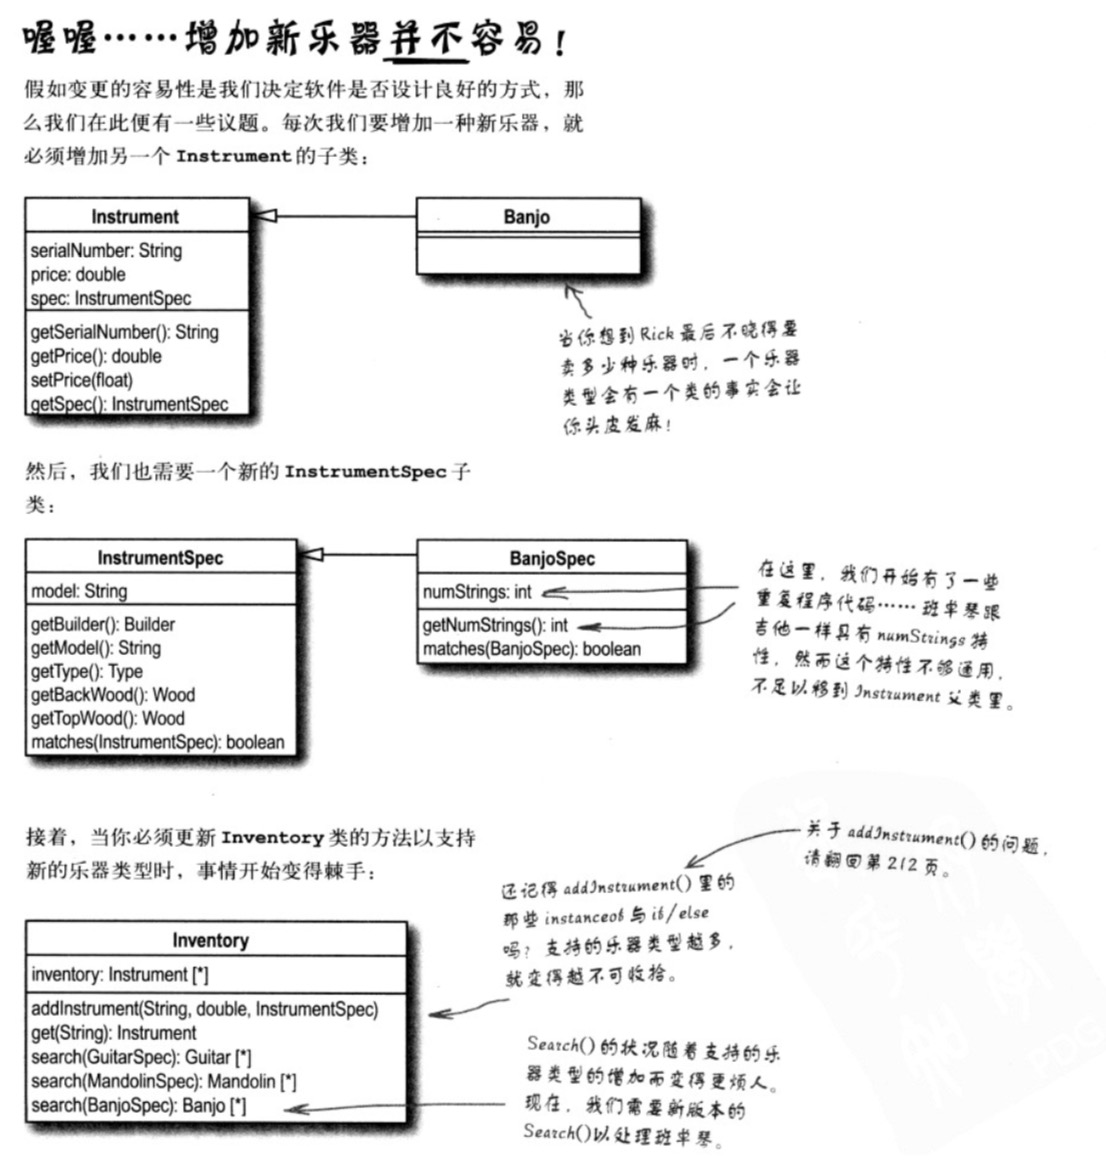 喔喔……增加新乐器并不容易！
假如变更的容易性是我们决定软件是否设计良好的方式，那
么我们在此便有一些议题。每次我们要增加一种新乐器，就
必须增加另一个 Instrument 的子类：
Instrument
serialNumber: String
price: double
spec: InstrumentSpec
getSerialNumber(): String
getPrice(): double
setPrice(float)
getSpec(): InstrumentSpec
Banjo
当你想到 Rick 最后不晓得要
卖多少种乐器时，一个乐器
类型会有一个类的事实会让
你头皮发麻！
然后，我们也需要一个新的 InstrumentSpec 子
类：
InstrumentSpec
model: String
getBuilder(): Builder
getModel(): String
getType(): Type
getBackWood(): Wood
getTopWood(): Wood
matches(InstrumentSpec): boolean
BanjoSpec
numStrings: int
getNumStrings(): int
matches(BanjoSpec): boolean
在这里，我们开始有了一些
重复程序代码……班卓琴跟
吉他一样具有 numStrings 特
性，然而这个特性不够通用，
不足以移到 Instrument 父类里。
接着，当你必须更新 Inventory 类的方法以支持
新的乐器类型时，事情开始变得棘手：
关于 addInstrument() 的问题，
请翻回第 212 页。
还记得 addInstrument() 里的
那些 instanceof 与 if/else
吗？支持的乐器类型越多，
就变得越不可收拾。
Inventory
inventory: Instrument [*]
addInstrument(String, double, InstrumentSpec)
get(String): Instrument
search(GuitarSpec): Guitar [*]
search(MandolinSpec): Mandolin [*]
search(BanjoSpec): Banjo [*]
Search() 的状况随着支持的乐
器类型的增加而变得更烦人。
现在，我们需要新版本的
Search() 以处理班卓琴。
PDG